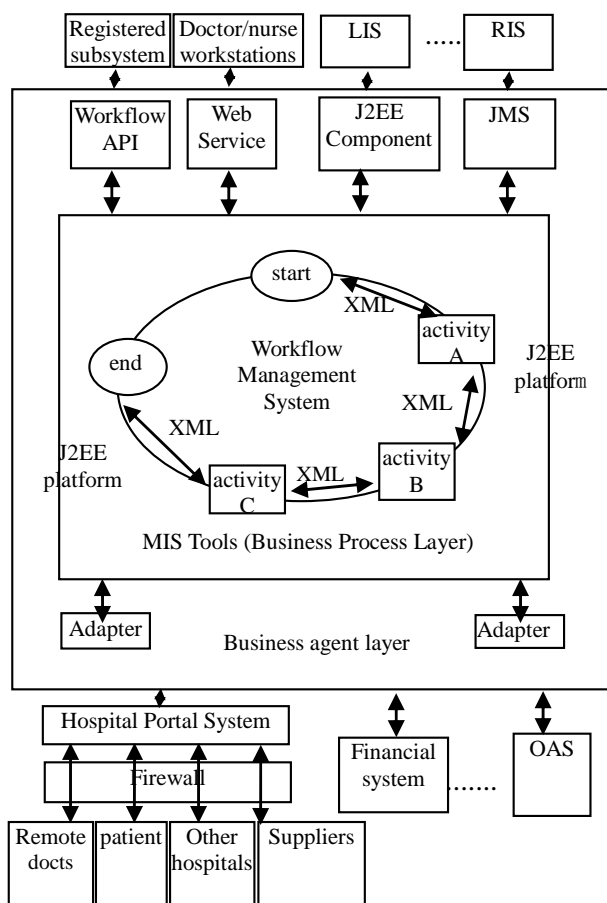 Registered
subsystem
Doctor/nurse
workstations
LIS
.....
RIS
Workflow
API
Web
Service
J2EE
Component
JMS
start
XML
activity
A
J2EE
platform
end
Workflow
Management
System
XML
XML
J2EE
platform
activity
C
XML
activity
B
MIS Tools (Business Process Layer)
Adapter
Business agent layer
Adapter
Hospital Portal System
Firewall
Financial
system
.......
OAS
Remote
docts
patient
Other
hospitals
Suppliers